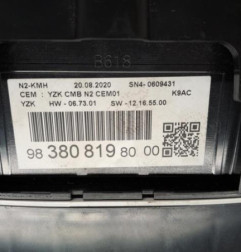 8618
N2-KMH 20.08.2020 SN4- 0609431
CEM : YZK CMB N2 CEM01 K9AC
YZK HW - 06.73.01 SW - 12.16.55.00
98 380 819 80 00